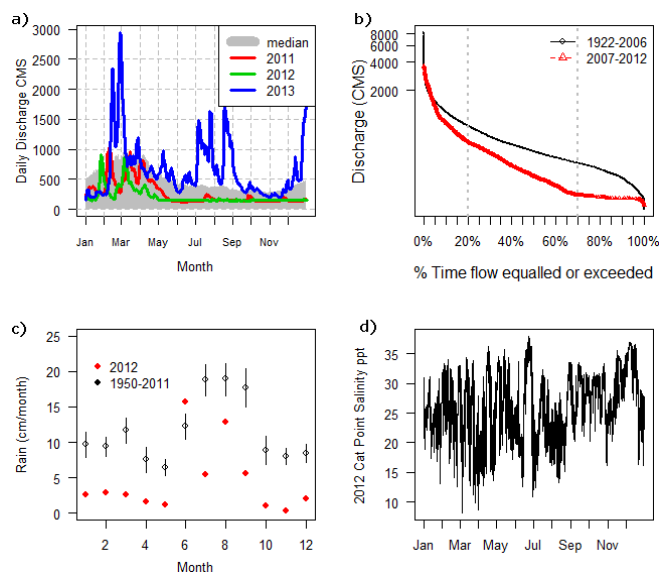 a)
Daily Discharge CMS
3000
2500
2000
1500
1000
500
0
median
2011
2012
2013
Jan Mar May Jul Sep Nov
Month
b)
Discharge (CMS)
8000
6000
4000
2000
1922-2006
2007-2012
0% 20% 40% 60% 80% 100%
% Time flow equalled or exceeded
c)
Rain (cm/month)
25
20
15
10
5
0
2012
1950-2011
2 4 6 8 10 12
Month
d)
2012 Cat Point Salinity ppt
35
30
25
20
15
10
Jan Mar May Jul Sep Nov